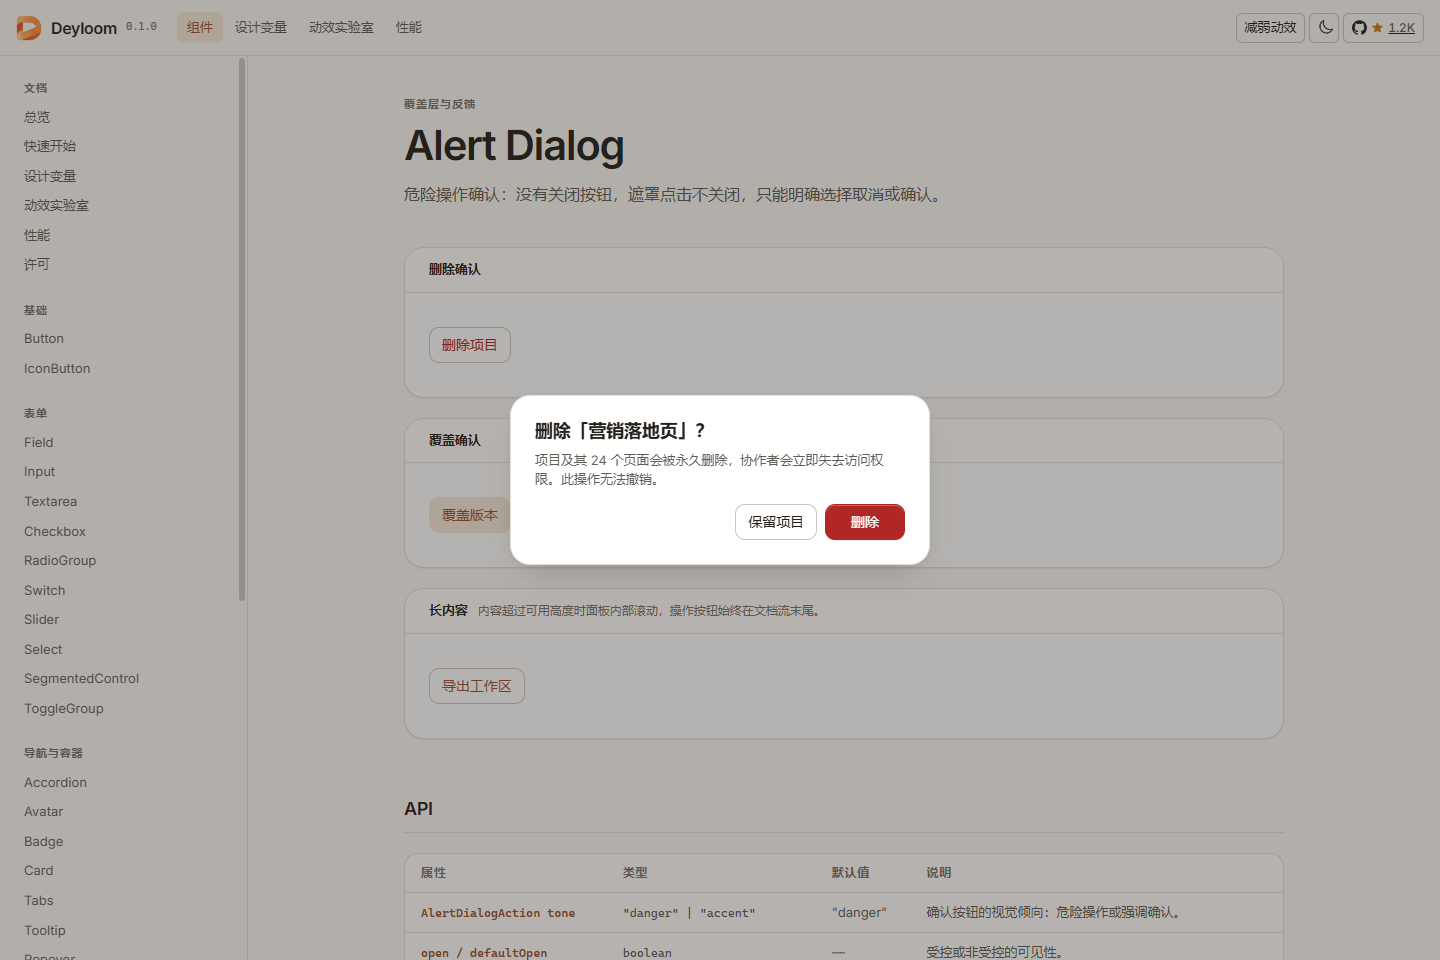 Deyloom 0.1.0 组件 设计变量 动效实验室 性能 减弱动效 1.2K
文档
总览
快速开始
设计变量
动效实验室
性能
许可
基础
Button
IconButton
表单
Field
Input
Textarea
Checkbox
RadioGroup
Switch
Slider
Select
SegmentedControl
ToggleGroup
导航与容器
Accordion
Avatar
Badge
Card
Tabs
Tooltip
Popover
覆盖层与反馈
Alert Dialog
危险操作确认：没有关闭按钮，遮罩点击不关闭，只能明确选择取消或确认。
删除确认
删除项目
覆盖确认
覆盖版本
删除「营销落地页」？
项目及其 24 个页面会被永久删除，协作者会立即失去访问权
限。此操作无法撤销。
保留项目 删除
长内容 内容超过可用高度时面板内部滚动，操作按钮始终在文档流末尾。
导出工作区
API
属性 类型 默认值 说明
AlertDialogAction tone "danger" | "accent" "danger" 确认按钮的视觉倾向：危险操作或强调确认。
open / defaultOpen boolean — 受控或非受控的可见性。